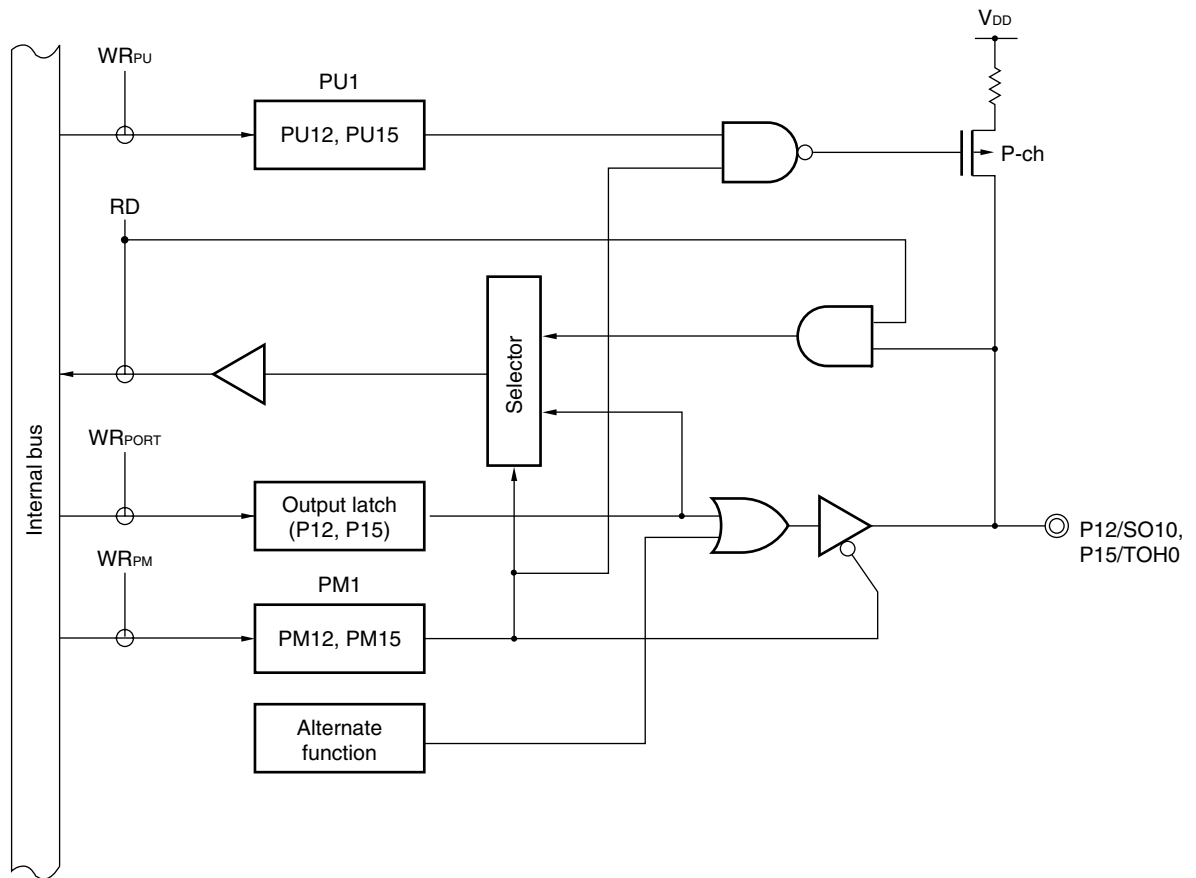 VDD
WRPU
PU1
PU12, PU15
P-ch
RD
Selector
Internal bus
WRPORT
Output latch
(P12, P15)
P12/SO10,
P15/TOH0
WRPM
PM1
PM12, PM15
Alternate
function